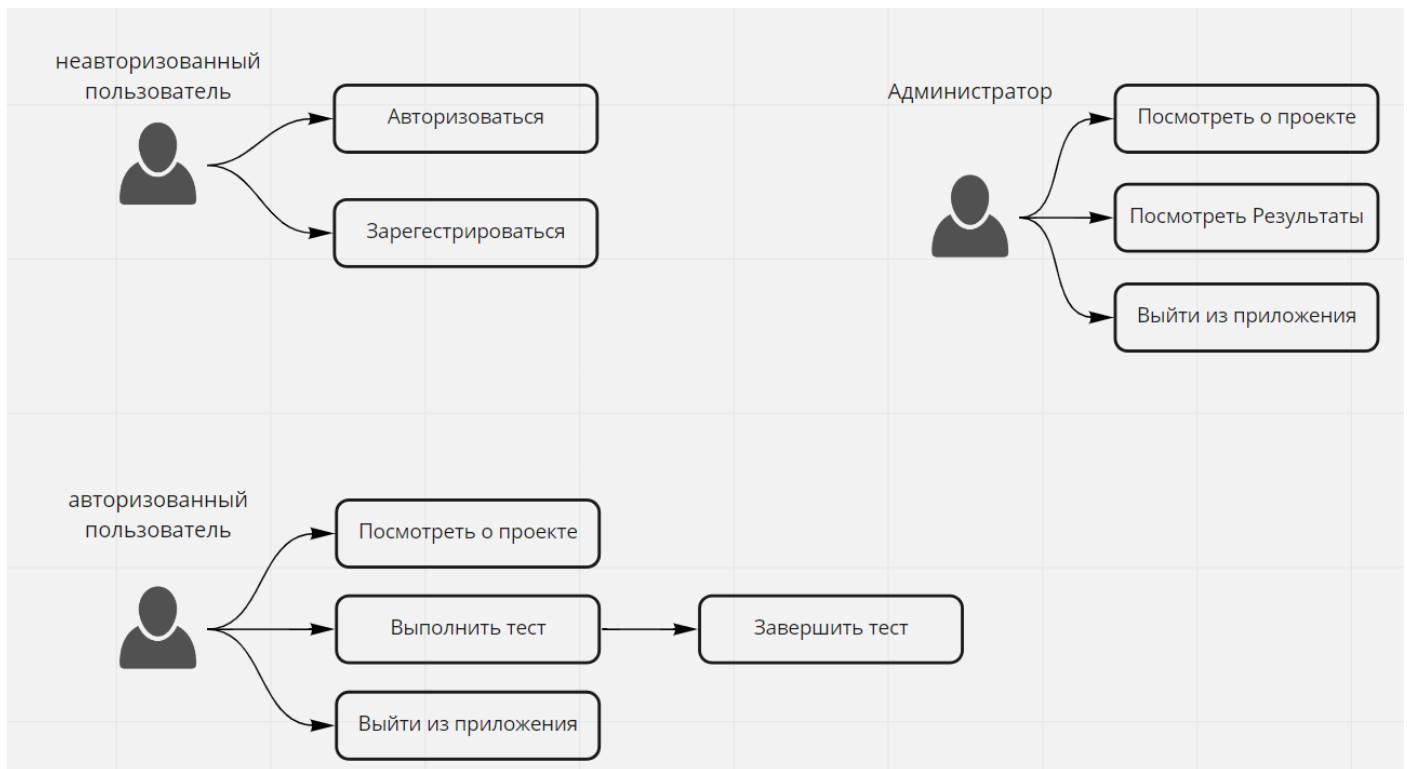 неавторизованный
пользователь
Авторизоваться
Зарегестрироваться
Администратор
Посмотреть о проекте
Посмотреть Результаты
Выйти из приложения
авторизованный
пользователь
Посмотреть о проекте
Выполнить тест
Завершить тест
Выйти из приложения